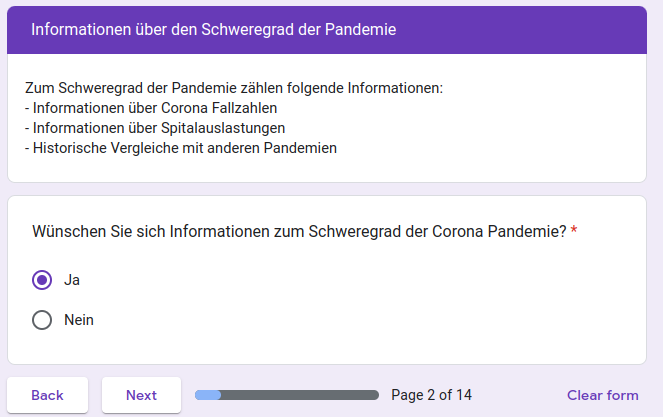 Informationen über den Schweregrad der Pandemie
Zum Schweregrad der Pandemie zählen folgende Informationen:
- Informationen über Corona Fallzahlen
- Informationen über Spitalauslastungen
- Historische Vergleiche mit anderen Pandemien
Wünschen Sie sich Informationen zum Schweregrad der Corona Pandemie? *
Ja
Nein
Back Next Page 2 of 14 Clear form